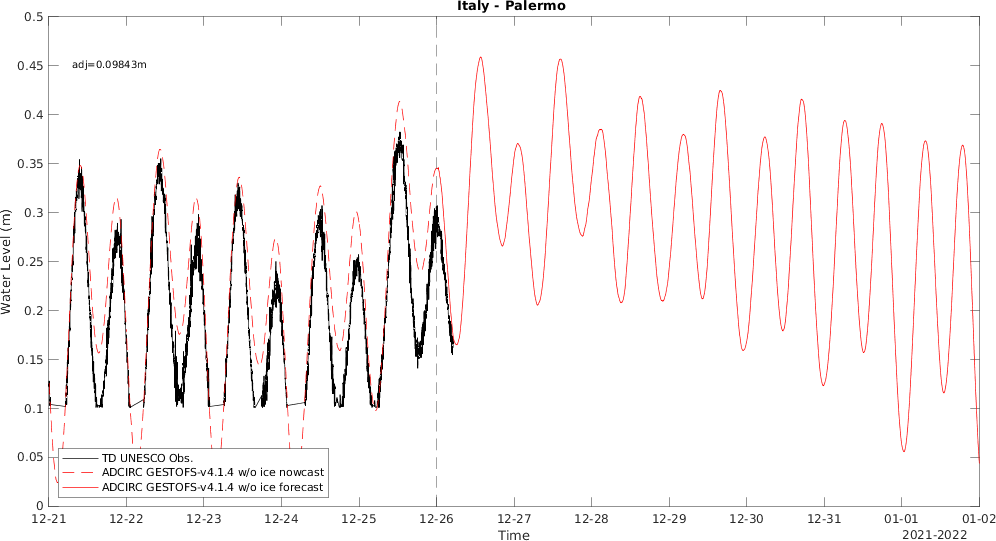 Italy - Palermo
0.5
0.45
0.4
0.35
0.3
0.25
0.2
0.15
0.1
0.05
0
Water Level (m)
adj=0.09843m
TD UNESCO Obs.
ADCIRC GESTOFS-v4.1.4 w/o ice nowcast
ADCIRC GESTOFS-v4.1.4 w/o ice forecast
12-21 12-22 12-23 12-24 12-25 12-26 12-27 12-28 12-29 12-30 12-31 01-01 01-02
Time
2021-2022